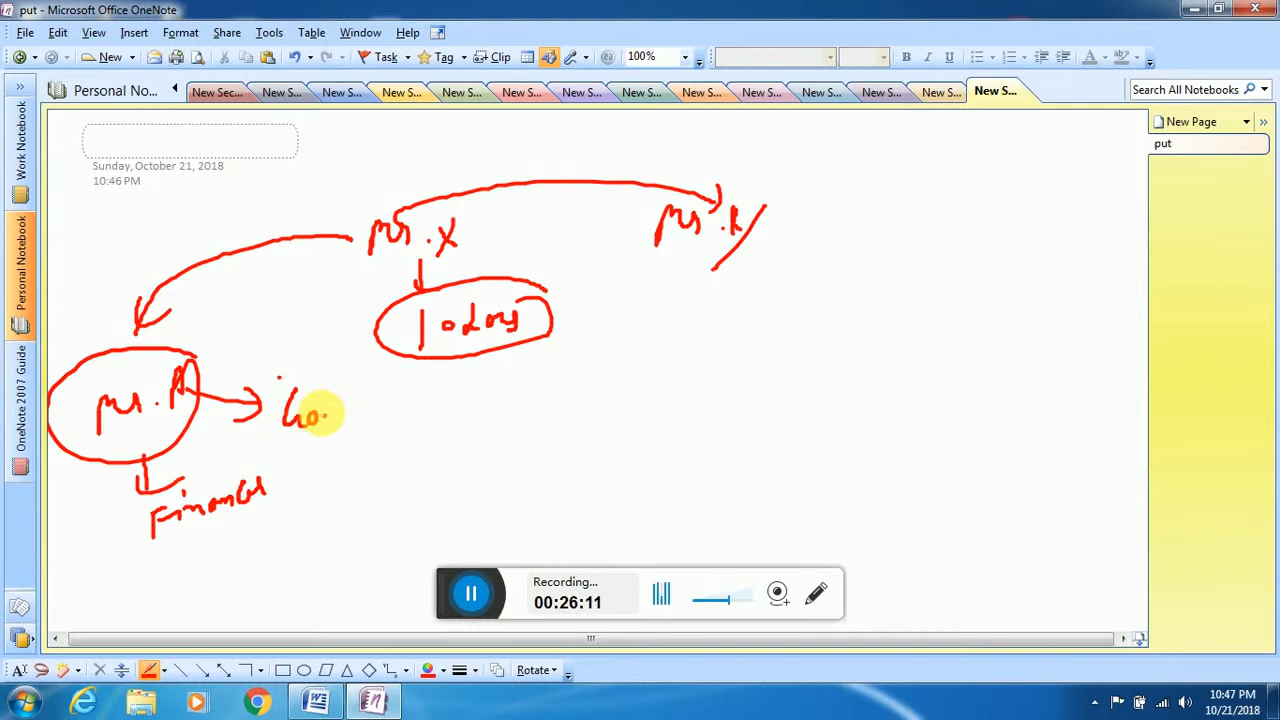 put - Microsoft Office OneNote
File Edit View Insert Format Share Tools Table Window Help
New Task Tag Clip 100% B I U A ab
Personal No... New Sec... New S... New S... New S... New S... New S... New S... New S... New S... New S... New S... New S... New S... New S... Search All Notebooks
New Page
put
Work Notebook
Personal Notebook
OneNote 2007 Guide
Sunday, October 21, 2018
10:46 PM
Mr. X
Mr. A
Financial
Recording...
00:26:11
Rotate
10:47 PM
10/21/2018